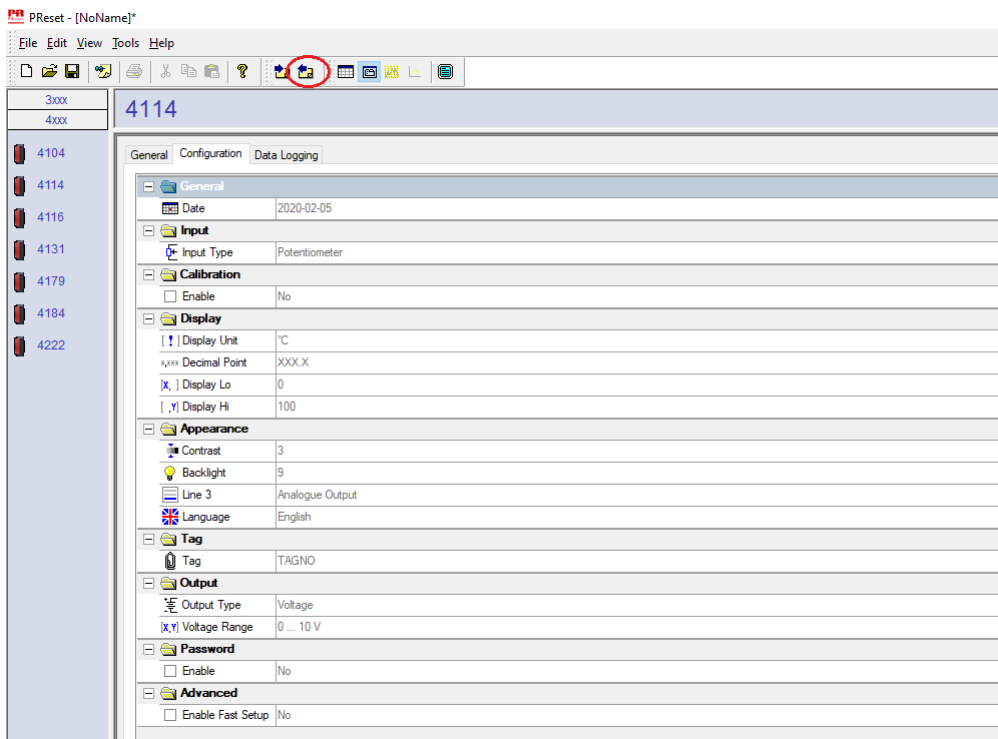 PR PReset - [NoName]*
File Edit View Tools Help
3xxx
4xxx
4104
4114
4116
4131
4179
4184
4222
4114
General Configuration Data Logging
General
Date 2020-02-05
Input
Input Type Potentiometer
Calibration
Enable No
Display
[ ! ] Display Unit °C
x,xxx Decimal Point XXX.X
[X, ] Display Lo 0
[ ,Y] Display Hi 100
Appearance
Contrast 3
Backlight 9
Line 3 Analogue Output
Language English
Tag
Tag TAGNO
Output
Output Type Voltage
[X,Y] Voltage Range 0 ... 10 V
Password
Enable No
Advanced
Enable Fast Setup No